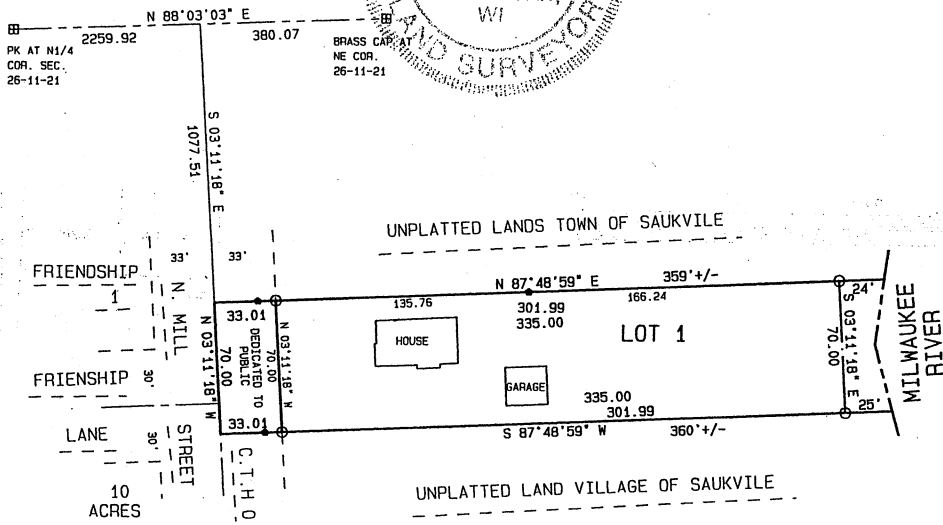 WI
LAND SURVEYOR
N 88°03'03" E
2259.92
380.07
PK AT N1/4
COR. SEC.
26-11-21
BRASS CAP AT
NE COR.
26-11-21
S 03°11'18" E
1077.51
UNPLATTED LANDS TOWN OF SAUKVILE
33'
33'
FRIENDSHIP
1
N. MILL
STREET
N 87°48'59" E
359'+/-
24'
135.76
301.99
166.24
335.00
33.01
N 03°11'18" W
70.00
DEDICATED TO
PUBLIC
70.00
N 03°11'18" W
HOUSE
LOT 1
S 03°11'18" E
70.00
MILWAUKEE
RIVER
FRIENSHIP
30'
GARAGE
335.00
301.99
33.01
25'
S 87°48'59" W
360'+/-
LANE
30'
C.T.H O
10
ACRES
UNPLATTED LAND VILLAGE OF SAUKVILE